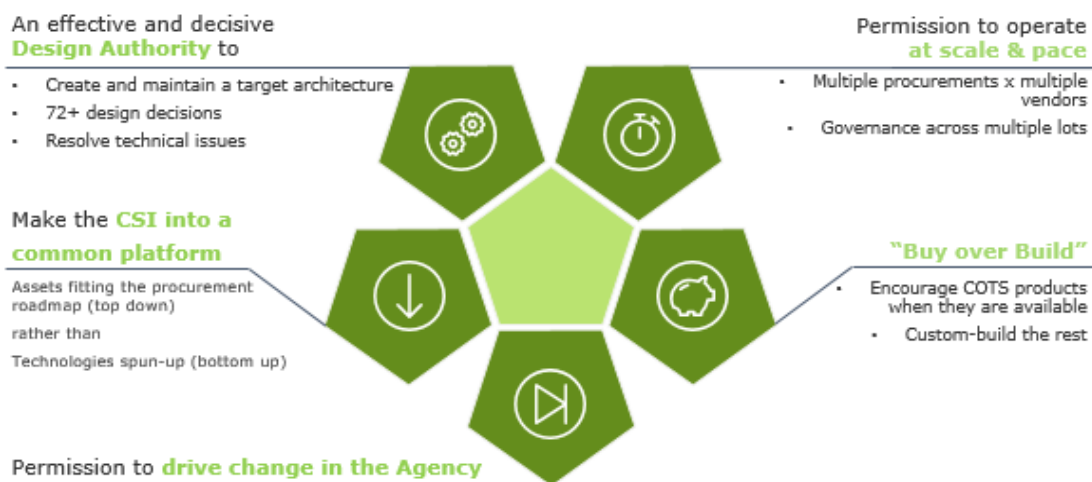 An effective and decisive
Design Authority to
▪ Create and maintain a target architecture
▪ 72+ design decisions
▪ Resolve technical issues
Permission to operate
at scale & pace
▪ Multiple procurements x multiple
vendors
▪ Governance across multiple lots
Make the CSI into a
common platform
Assets fitting the procurement
roadmap (top down)
rather than
Technologies spun-up (bottom up)
“Buy over Build”
▪ Encourage COTS products
when they are available
▪ Custom-build the rest
Permission to drive change in the Agency